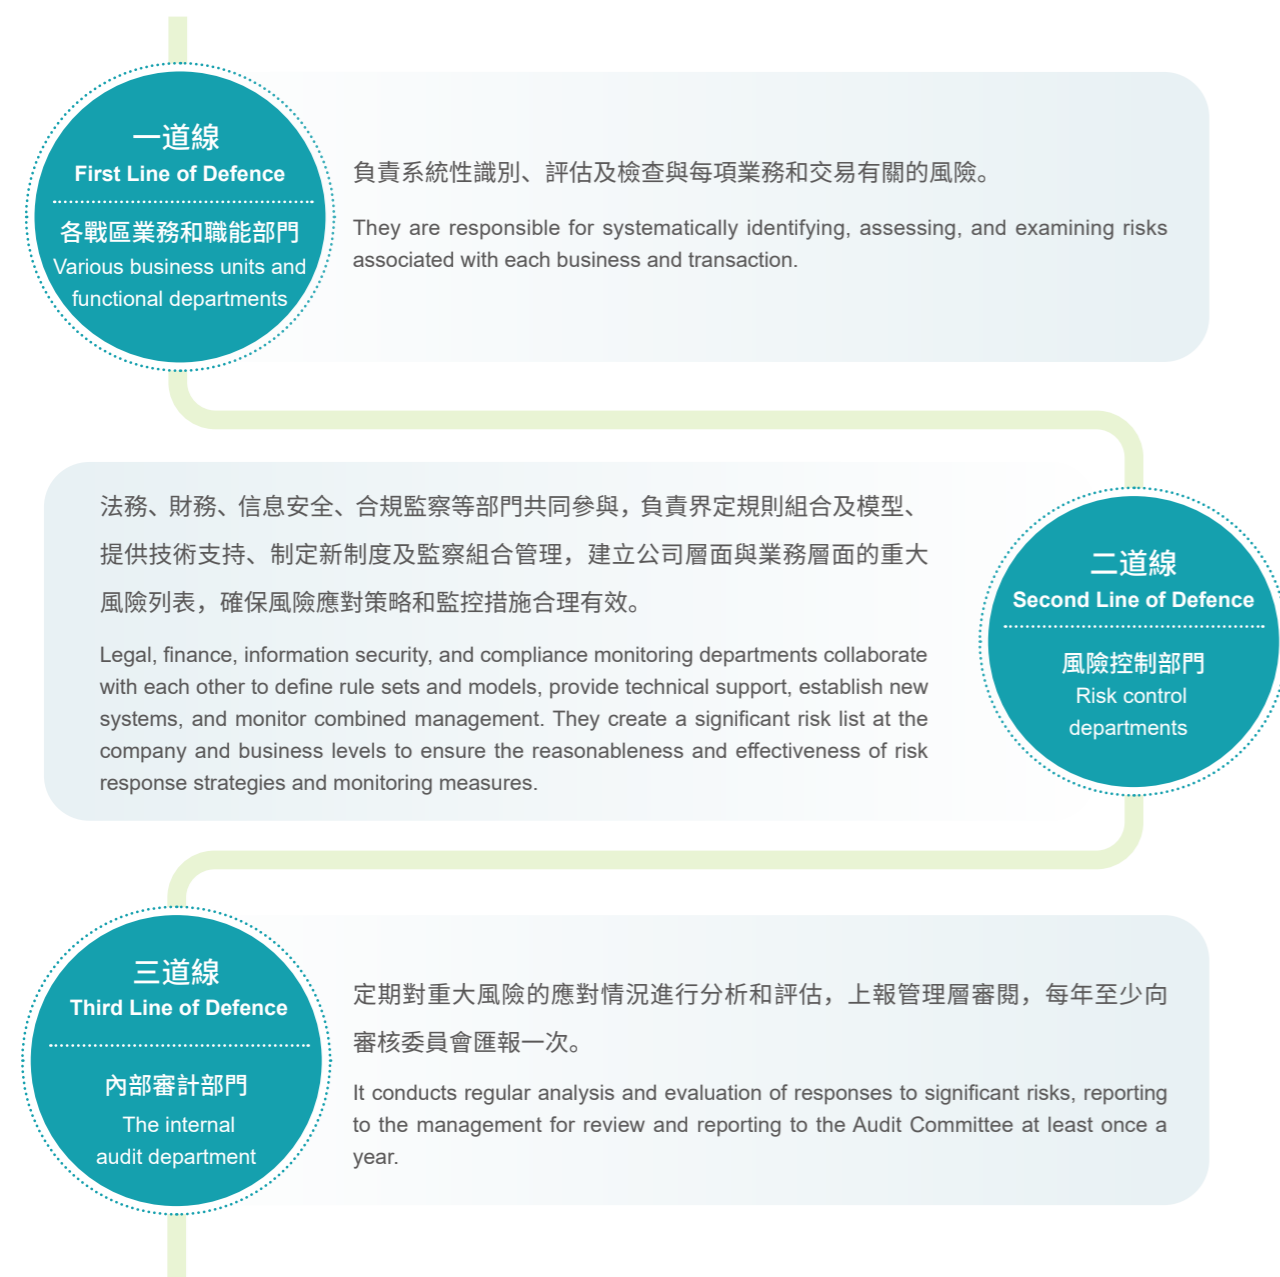 一道線
First Line of Defence
各戰區業務和職能部門
Various business units and
functional departments
負責系統性識別、評估及檢查與每項業務和交易有關的風險。
They are responsible for systematically identifying, assessing, and examining risks
associated with each business and transaction.
法務、財務、信息安全、合規監察等部門共同參與，負責界定規則組合及模型、
提供技術支持、制定新制度及監察組合管理，建立公司層面與業務層面的重大
風險列表，確保風險應對策略和監控措施合理有效。
Legal, finance, information security, and compliance monitoring departments collaborate
with each other to define rule sets and models, provide technical support, establish new
systems, and monitor combined management. They create a significant risk list at the
company and business levels to ensure the reasonableness and effectiveness of risk
response strategies and monitoring measures.
二道線
Second Line of Defence
風險控制部門
Risk control
departments
三道線
Third Line of Defence
內部審計部門
The internal
audit department
定期對重大風險的應對情況進行分析和評估，上報管理層審閱，每年至少向
審核委員會匯報一次。
It conducts regular analysis and evaluation of responses to significant risks, reporting
to the management for review and reporting to the Audit Committee at least once a
year.